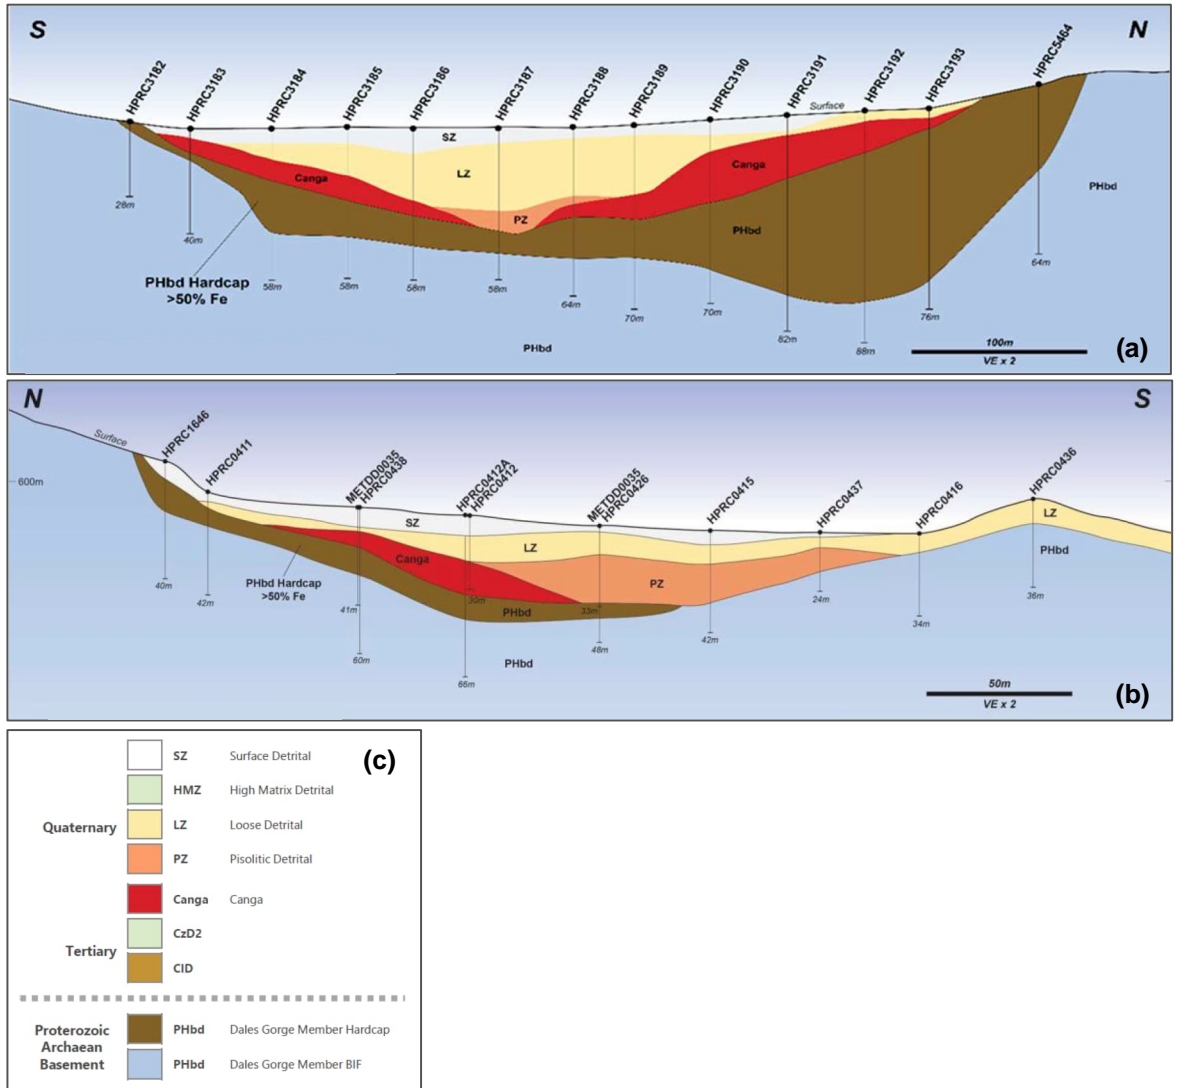 S
N
HPRC3182
HPRC3183
HPRC3184
HPRC3185
HPRC3186
HPRC3187
HPRC3188
HPRC3189
HPRC3190
HPRC3191
HPRC3192
HPRC3193
HPRC5464
Surface
SZ
LZ
Canga
Canga
PZ
PHbd
PHbd
28m
40m
PHbd Hardcap
>50% Fe
58m
58m
58m
58m
64m
70m
70m
82m
88m
76m
64m
PHbd
100m
VE x 2
(a)
N
S
Surface
HPRC1646
HPRC0411
METDD0035
HPRC0438
HPRC0412A
HPRC0412
METDD0035
HPRC0426
HPRC0415
HPRC0437
HPRC0416
HPRC0436
600m
SZ
LZ
LZ
Canga
PZ
PHbd
PHbd Hardcap
>50% Fe
PHbd
PHbd
40m
42m
41m
60m
30m
66m
33m
48m
42m
24m
34m
36m
50m
VE x 2
(b)
(c)
SZ Surface Detrital
HMZ High Matrix Detrital
Quaternary
LZ Loose Detrital
PZ Pisolitic Detrital
Canga Canga
CzD2
Tertiary
CID
Proterozoic
Archaean
Basement
PHbd Dales Gorge Member Hardcap
PHbd Dales Gorge Member BIF